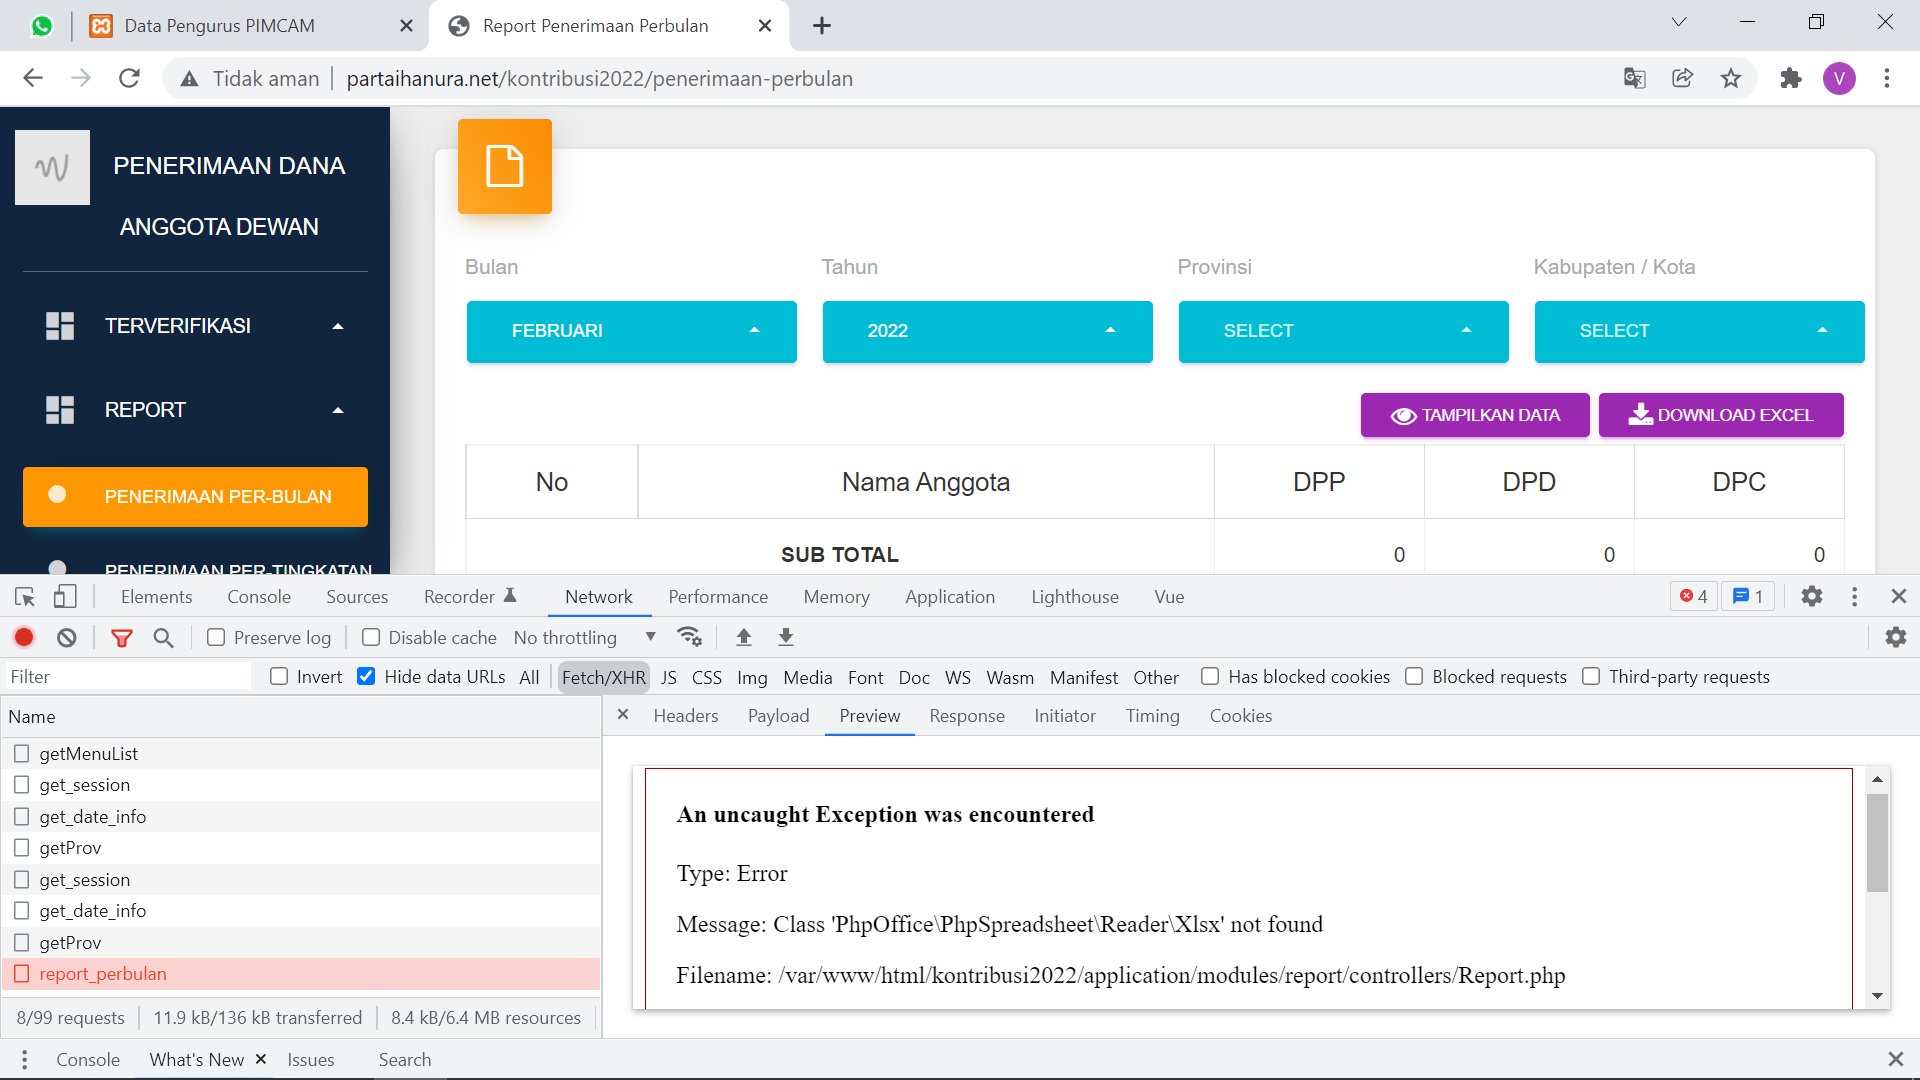 Data Pengurus PIMCAM
Report Penerimaan Perbulan
Tidak aman
partaihanura.net/kontribusi2022/penerimaan-perbulan
V
PENERIMAAN DANA
ANGGOTA DEWAN
TERVERIFIKASI
REPORT
PENERIMAAN PER-BULAN
PENERIMAAN PER-TINGKATAN
Bulan Tahun Provinsi Kabupaten / Kota
FEBRUARI 2022 SELECT SELECT
TAMPILKAN DATA DOWNLOAD EXCEL
No Nama Anggota DPP DPD DPC
SUB TOTAL 0 0 0
Elements Console Sources Recorder Network Performance Memory Application Lighthouse Vue 4 1
Preserve log Disable cache No throttling
Filter Invert Hide data URLs All Fetch/XHR JS CSS Img Media Font Doc WS Wasm Manifest Other Has blocked cookies Blocked requests Third-party requests
Name
getMenuList
get_session
get_date_info
getProv
get_session
get_date_info
getProv
report_perbulan
8/99 requests 11.9 kB/136 kB transferred 8.4 kB/6.4 MB resources
Headers Payload Preview Response Initiator Timing Cookies
An uncaught Exception was encountered
Type: Error
Message: Class 'PhpOffice\PhpSpreadsheet\Reader\Xlsx' not found
Filename: /var/www/html/kontribusi2022/application/modules/report/controllers/Report.php
Console What's New Issues Search